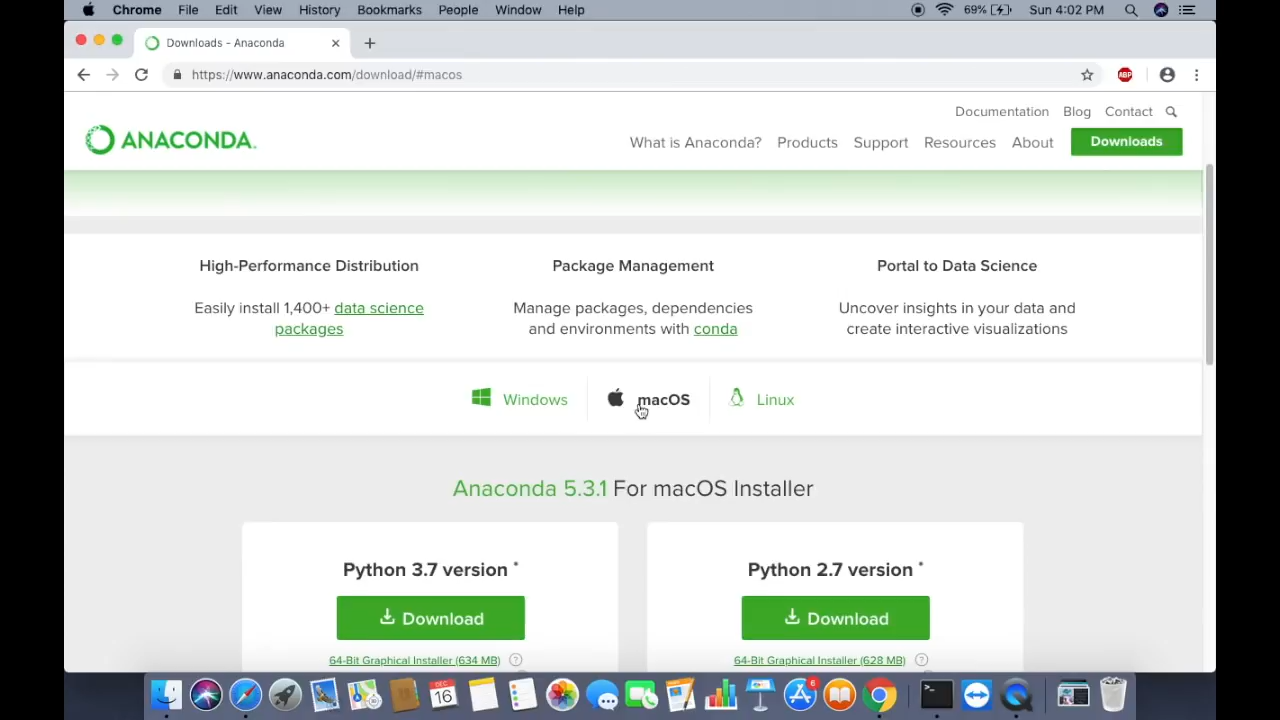 Chrome File Edit View History Bookmarks People Window Help 69% Sun 4:02 PM
Downloads - Anaconda
https://www.anaconda.com/download/#macos ABP
Documentation Blog Contact
ANACONDA. What is Anaconda? Products Support Resources About Downloads
High-Performance Distribution
Easily install 1,400+ data science
packages
Package Management
Manage packages, dependencies
and environments with conda
Portal to Data Science
Uncover insights in your data and
create interactive visualizations
Windows macOS Linux
Anaconda 5.3.1 For macOS Installer
Python 3.7 version *
Download
64-Bit Graphical Installer (634 MB) ?
Python 2.7 version *
Download
64-Bit Graphical Installer (628 MB) ?
DEC
16
6